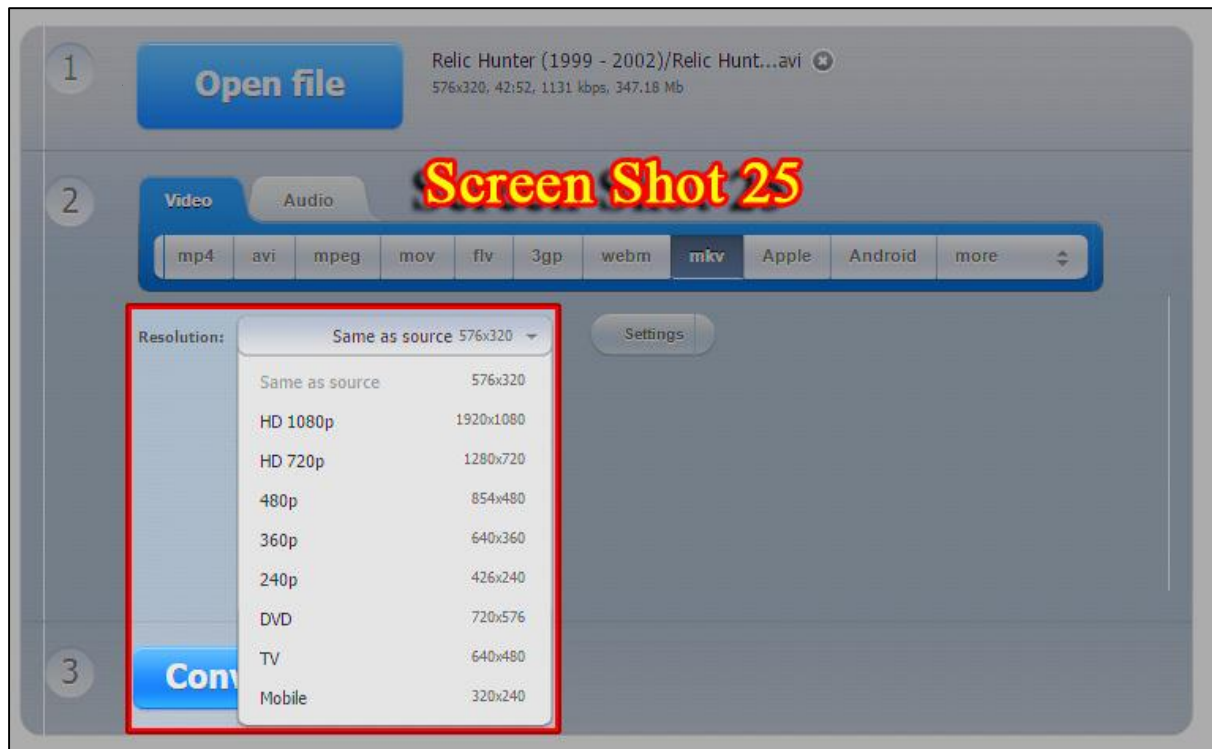 1
Open file
Relic Hunter (1999 - 2002)/Relic Hunt...avi
576x320, 42:52, 1131 kbps, 347.18 Mb
Screen Shot 25
2
Video Audio
mp4 avi mpeg mov flv 3gp webm mkv Apple Android more
Resolution: Same as source 576x320 Settings
Same as source 576x320
HD 1080p 1920x1080
HD 720p 1280x720
480p 854x480
360p 640x360
240p 426x240
DVD 720x576
TV 640x480
3
Conv
Mobile 320x240